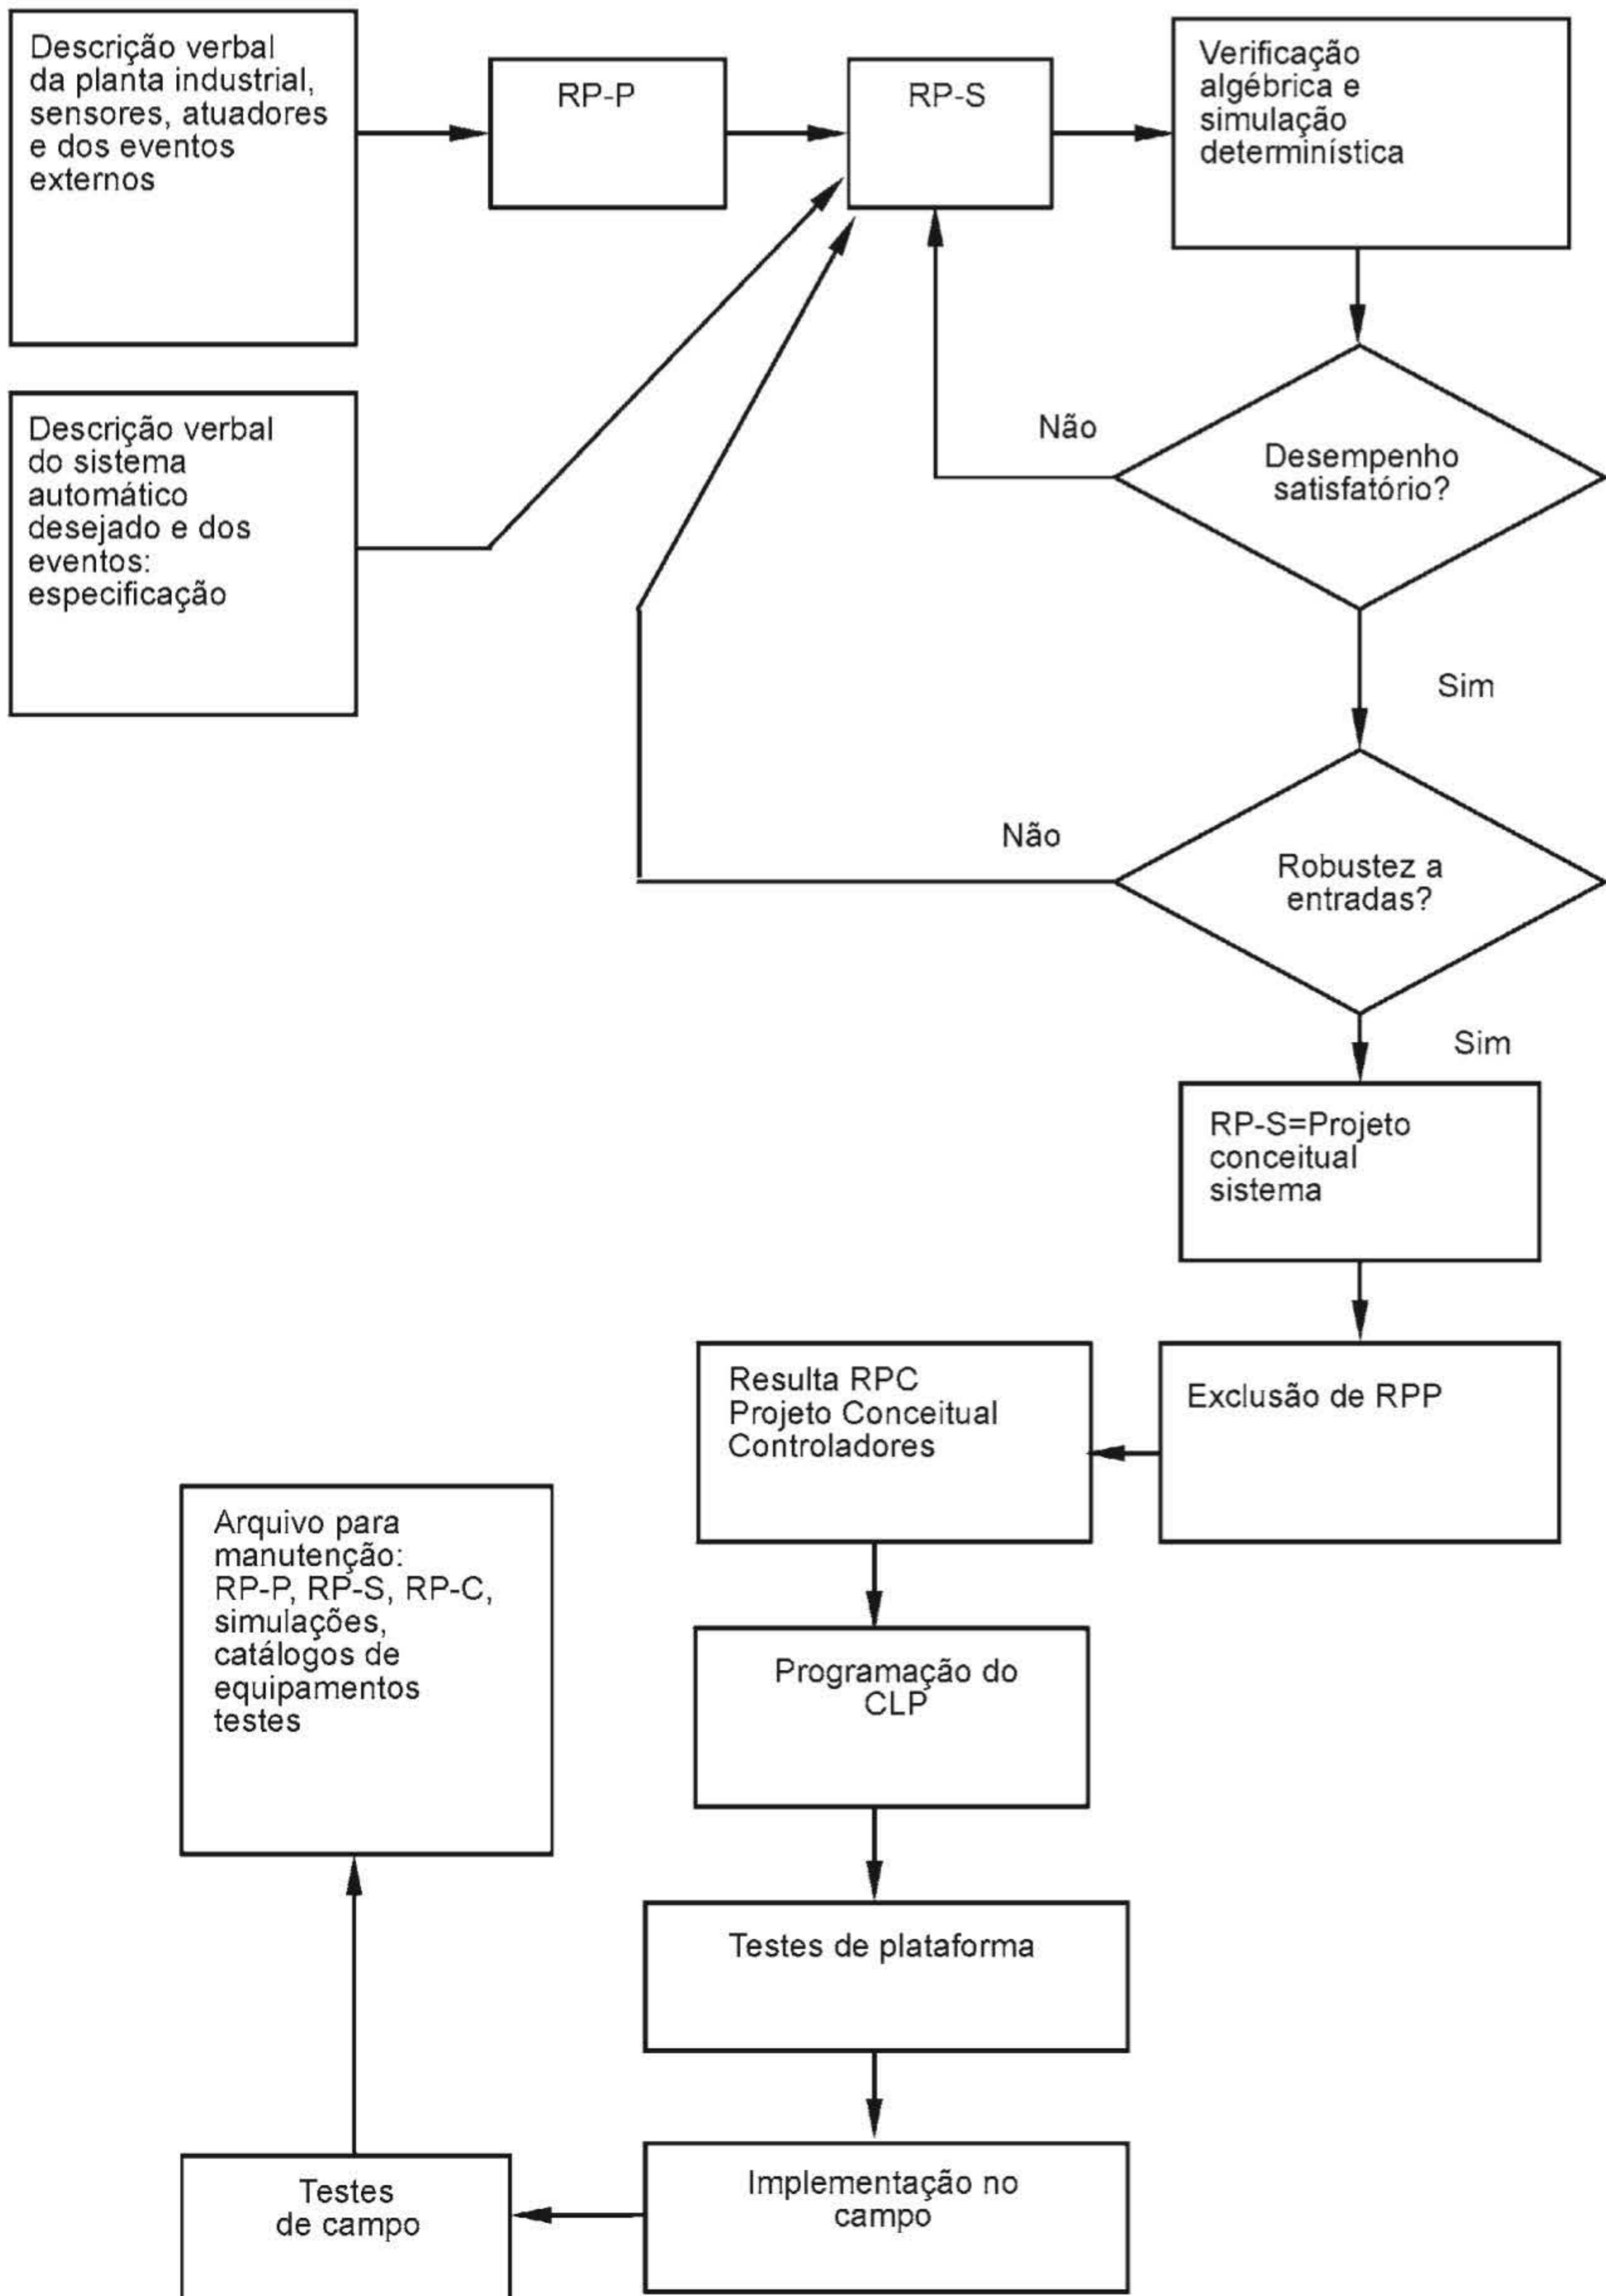 Descrição verbal
da planta industrial,
sensores, atuadores
e dos eventos
externos
RP-P
RP-S
Verificação
algébrica e
simulação
determinística
Descrição verbal
do sistema
automático
desejado e dos
eventos:
especificação
Não
Desempenho
satisfatório?
Sim
Não
Robustez a
entradas?
Sim
RP-S=Projeto
conceitual
sistema
Exclusão de RPP
Resulta RPC
Projeto Conceitual
Controladores
Programação do
CLP
Testes de plataforma
Implementação no
campo
Testes
de campo
Arquivo para
manutenção:
RP-P, RP-S, RP-C,
simulações,
catálogos de
equipamentos
testes